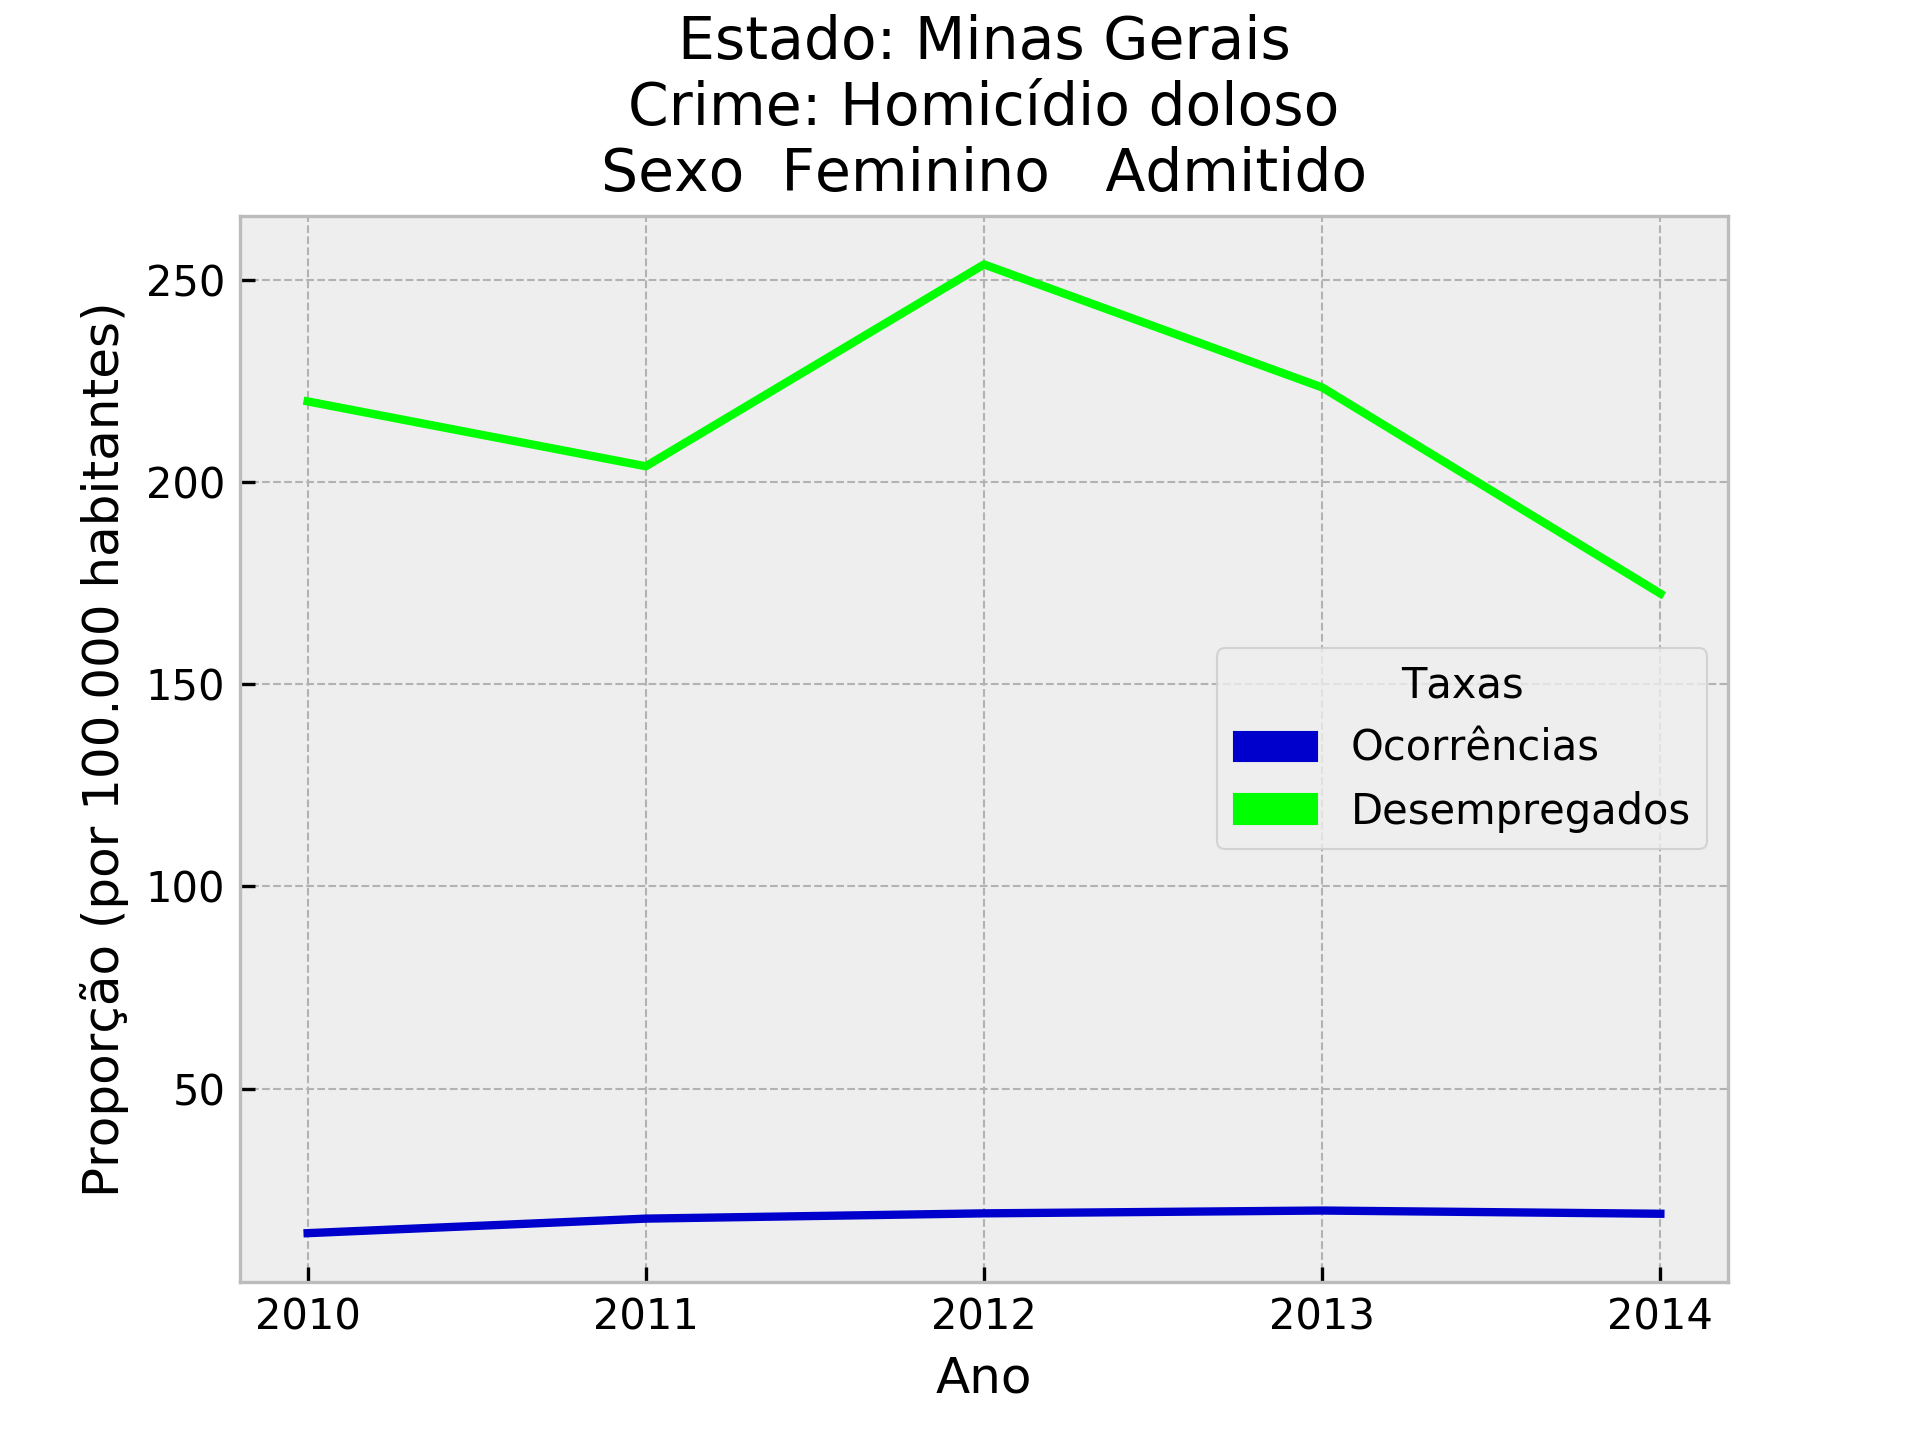 Estado: Minas Gerais
Crime: Homicídio doloso
Sexo  Feminino   Admitido
Proporção (por 100.000 habitantes)
250
200
150
100
50
Taxas
Ocorrências
Desempregados
2010 2011 2012 2013 2014
Ano